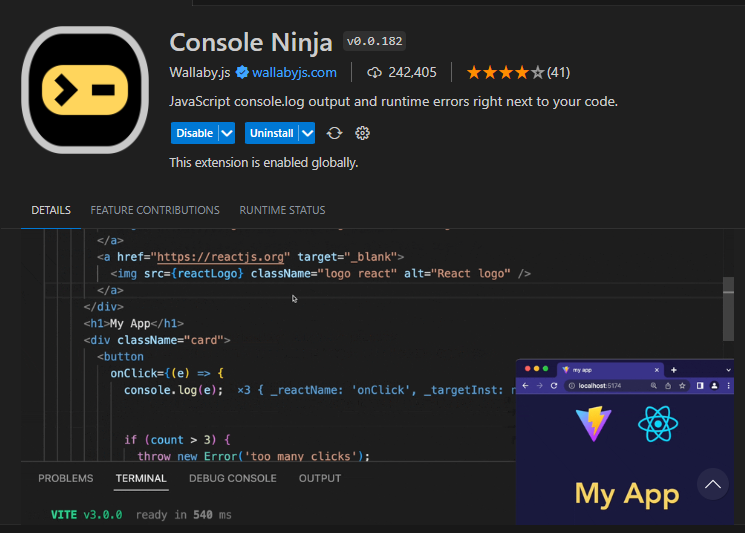 Console Ninja v0.0.182
Wallaby.js wallabyjs.com 242,405 (41)
JavaScript console.log output and runtime errors right next to your code.
Disable Uninstall
This extension is enabled globally.
DETAILS FEATURE CONTRIBUTIONS RUNTIME STATUS
</a>
<a href="https://reactjs.org" target="_blank">
<img src={reactLogo} className="logo react" alt="React logo" />
</a>
</div>
<h1>My App</h1>
<div className="card">
<button
onClick={(e) => {
console.log(e); ×3 { _reactName: 'onClick', _targetInst:
if (count > 3) {
throw new Error('too many clicks');
my app
localhost:5174
My App
PROBLEMS TERMINAL DEBUG CONSOLE OUTPUT
VITE v3.0.0 ready in 540 ms